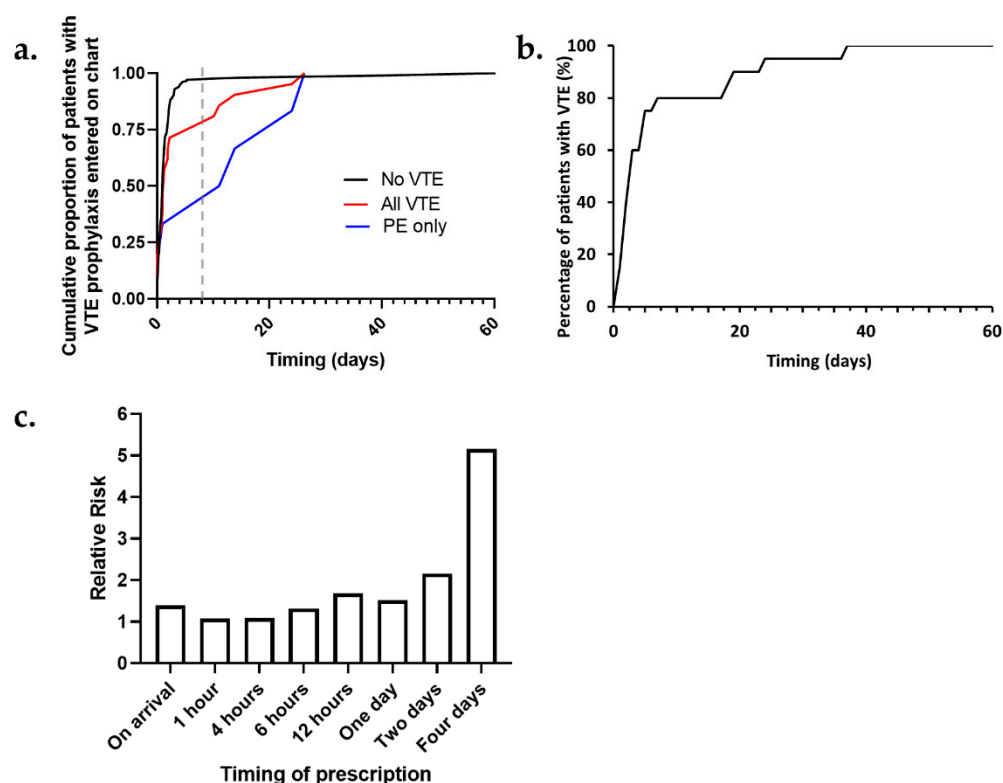 a.
Cumulative proportion of patients with
VTE prophylaxis entered on chart
1.00
0.75
0.50
0.25
0.00
No VTE
All VTE
PE only
0
20
40
60
Timing (days)
b.
Percentage of patients with VTE (%)
100
80
60
40
20
0
0
20
40
60
Timing (days)
c.
Relative Risk
6
5
4
3
2
1
0
On arrival
1 hour
4 hours
6 hours
12 hours
One day
Two days
Four days
Timing of prescription